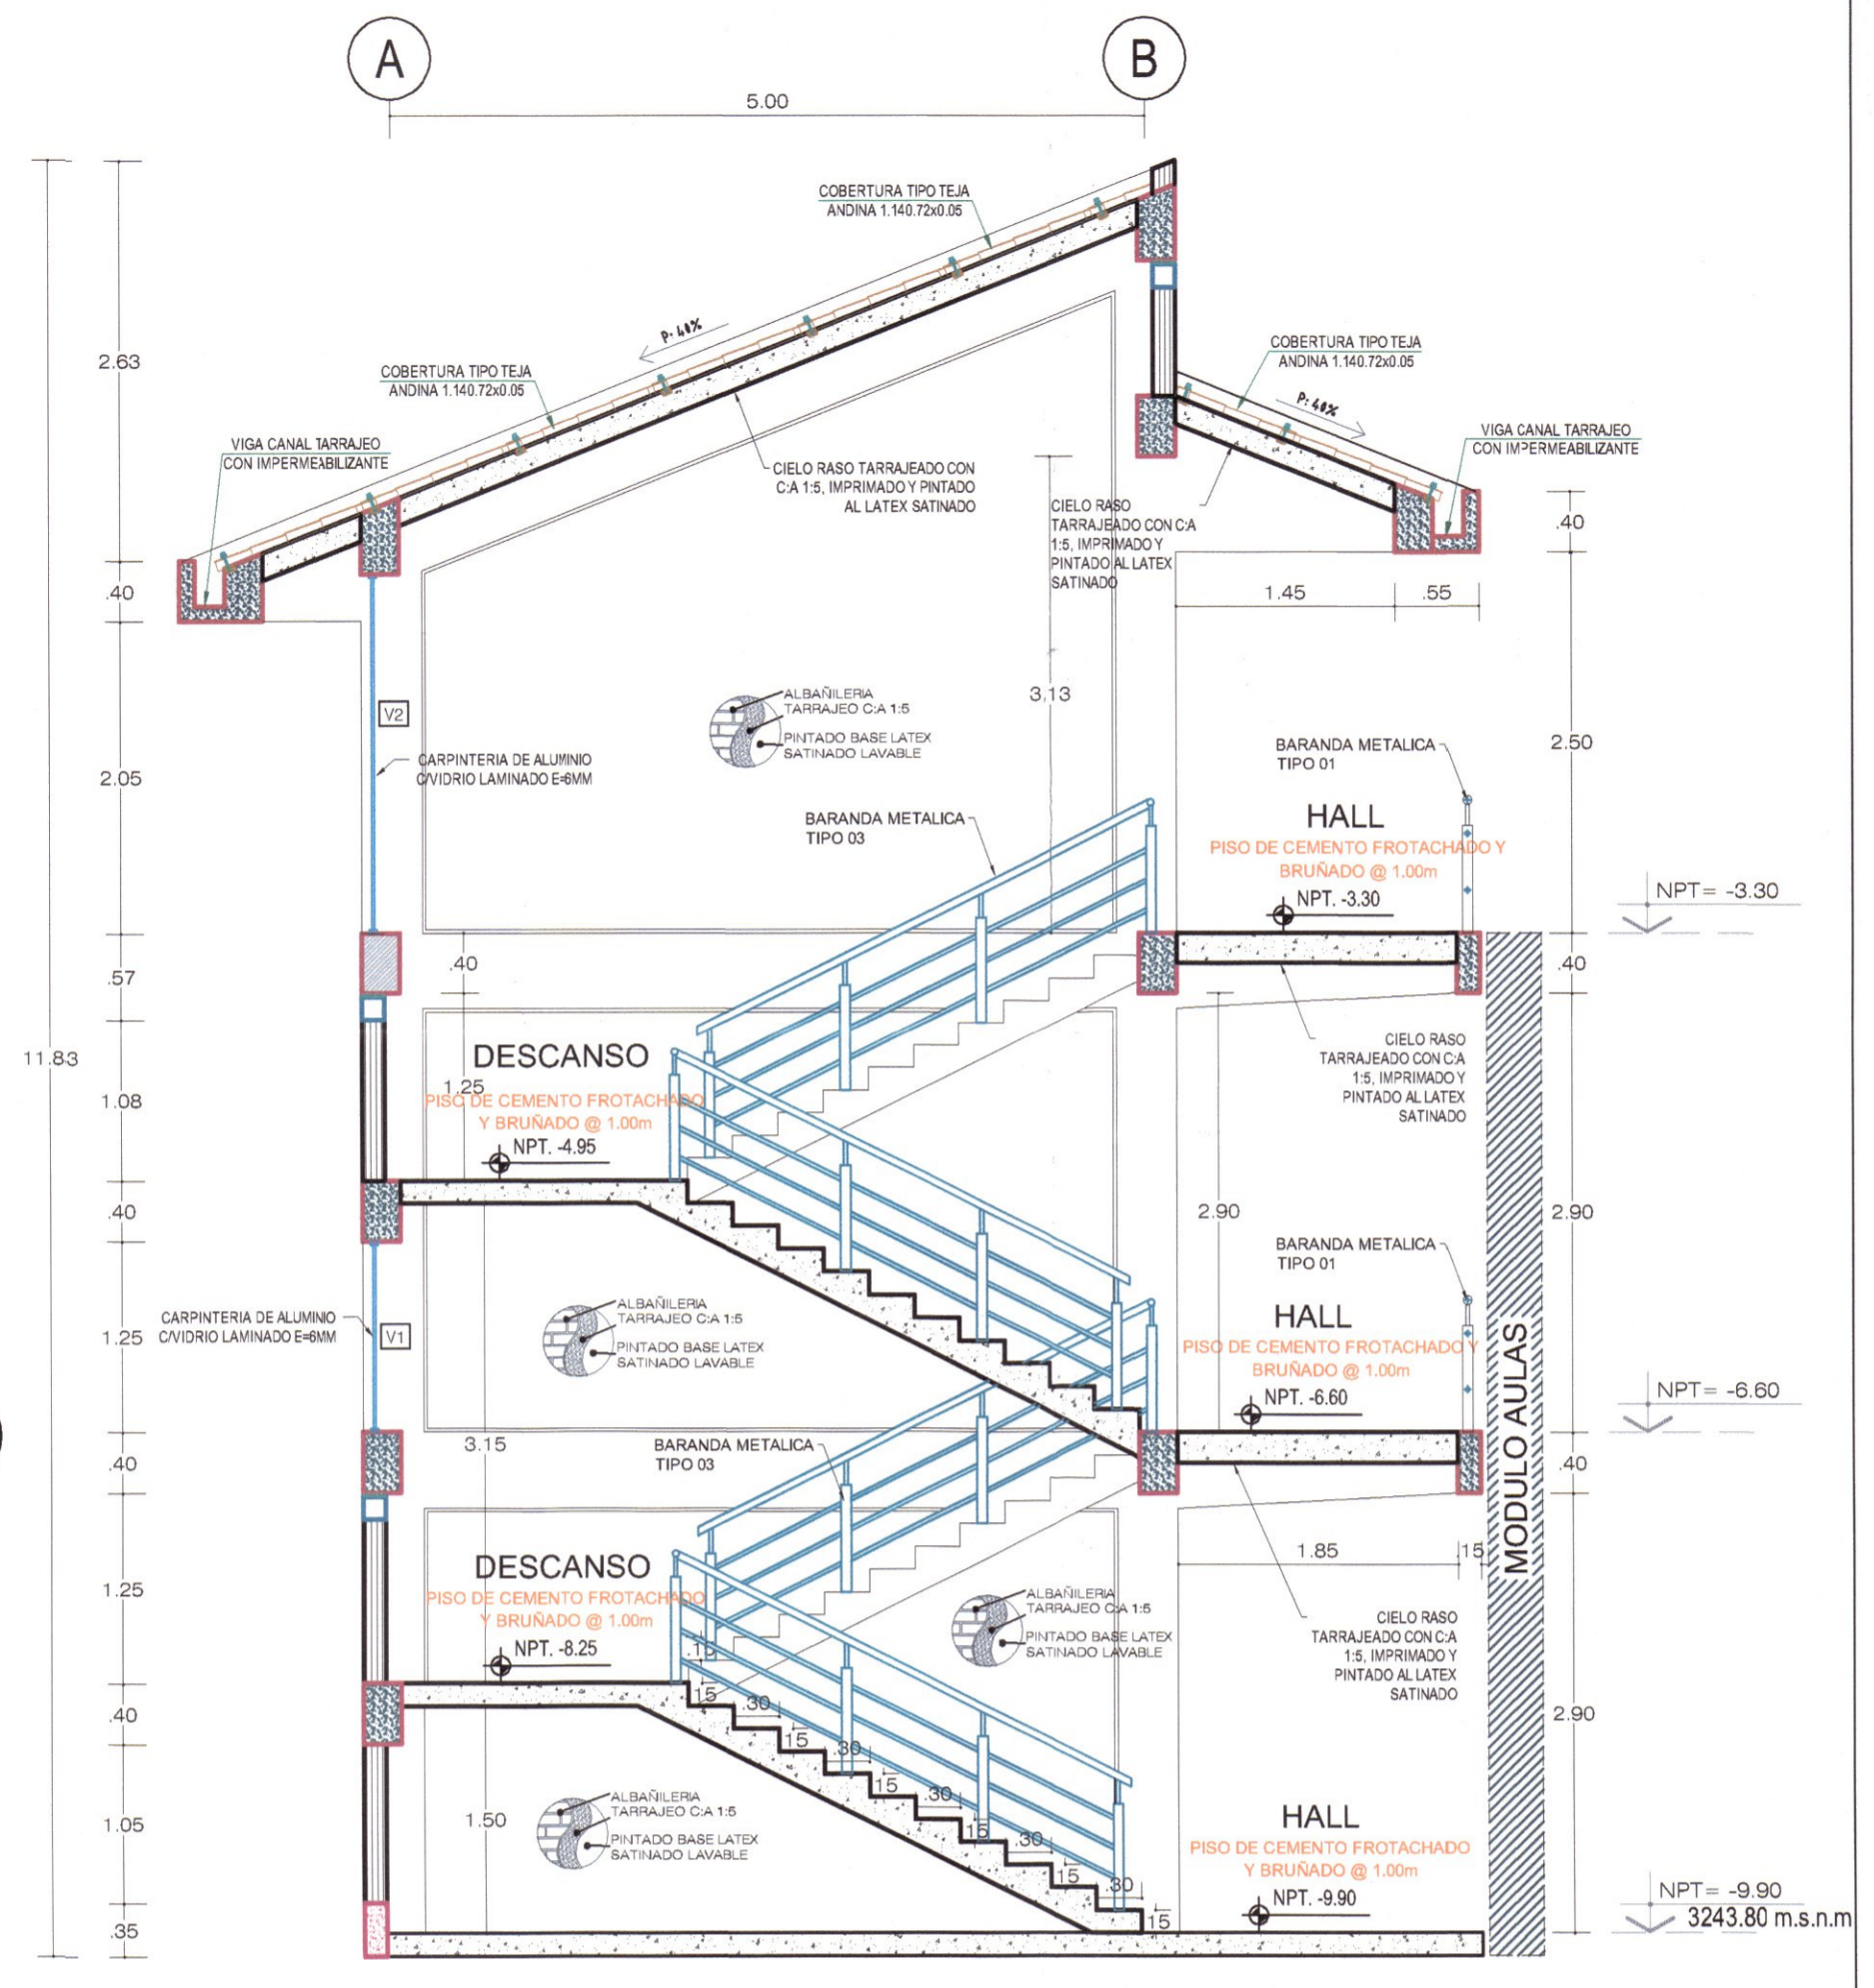 A
B
5.00
COBERTURA TIPO TEJA
ANDINA 1.140.72x0.05
P: 40%
COBERTURA TIPO TEJA
ANDINA 1.140.72x0.05
COBERTURA TIPO TEJA
ANDINA 1.140.72x0.05
P: 40%
2.63
VIGA CANAL TARRAJEO
CON IMPERMEABILIZANTE
VIGA CANAL TARRAJEO
CON IMPERMEABILIZANTE
CIELO RASO TARRAJEADO CON
C:A 1:5, IMPRIMADO Y PINTADO
AL LATEX SATINADO
CIELO RASO
TARRAJEADO CON C:A
1:5, IMPRIMADO Y
PINTADO AL LATEX
SATINADO
.40
.40
1.45
.55
3.13
V2
ALBAÑILERIA
TARRAJEO C:A 1:5
PINTADO BASE LATEX
SATINADO LAVABLE
CARPINTERIA DE ALUMINIO
C/VIDRIO LAMINADO E=6MM
2.05
2.50
BARANDA METALICA
TIPO 01
BARANDA METALICA
TIPO 03
HALL
PISO DE CEMENTO FROTACHADO Y
BRUÑADO @ 1.00m
NPT. -3.30
NPT= -3.30
.57
.40
.40
11.83
DESCANSO
1.25
PISO DE CEMENTO FROTACHADO
Y BRUÑADO @ 1.00m
NPT. -4.95
1.08
CIELO RASO
TARRAJEADO CON C:A
1:5, IMPRIMADO Y
PINTADO AL LATEX
SATINADO
.40
2.90
2.90
BARANDA METALICA
TIPO 01
CARPINTERIA DE ALUMINIO
C/VIDRIO LAMINADO E=6MM
V1
1.25
ALBAÑILERIA
TARRAJEO C:A 1:5
PINTADO BASE LATEX
SATINADO LAVABLE
HALL
PISO DE CEMENTO FROTACHADO Y
BRUÑADO @ 1.00m
NPT. -6.60
NPT= -6.60
MODULO AULAS
.40
3.15
BARANDA METALICA
TIPO 03
.40
1.85
.15
DESCANSO
PISO DE CEMENTO FROTACHADO
Y BRUÑADO @ 1.00m
NPT. -8.25
1.25
ALBAÑILERIA
TARRAJEO C:A 1:5
PINTADO BASE LATEX
SATINADO LAVABLE
CIELO RASO
TARRAJEADO CON C:A
1:5, IMPRIMADO Y
PINTADO AL LATEX
SATINADO
.15
15
.30
15
.30
15
.30
15
.30
15
.30
15
.40
2.90
1.05
1.50
ALBAÑILERIA
TARRAJEO C:A 1:5
PINTADO BASE LATEX
SATINADO LAVABLE
HALL
PISO DE CEMENTO FROTACHADO
Y BRUÑADO @ 1.00m
NPT. -9.90
NPT= -9.90
3243.80 m.s.n.m
.35